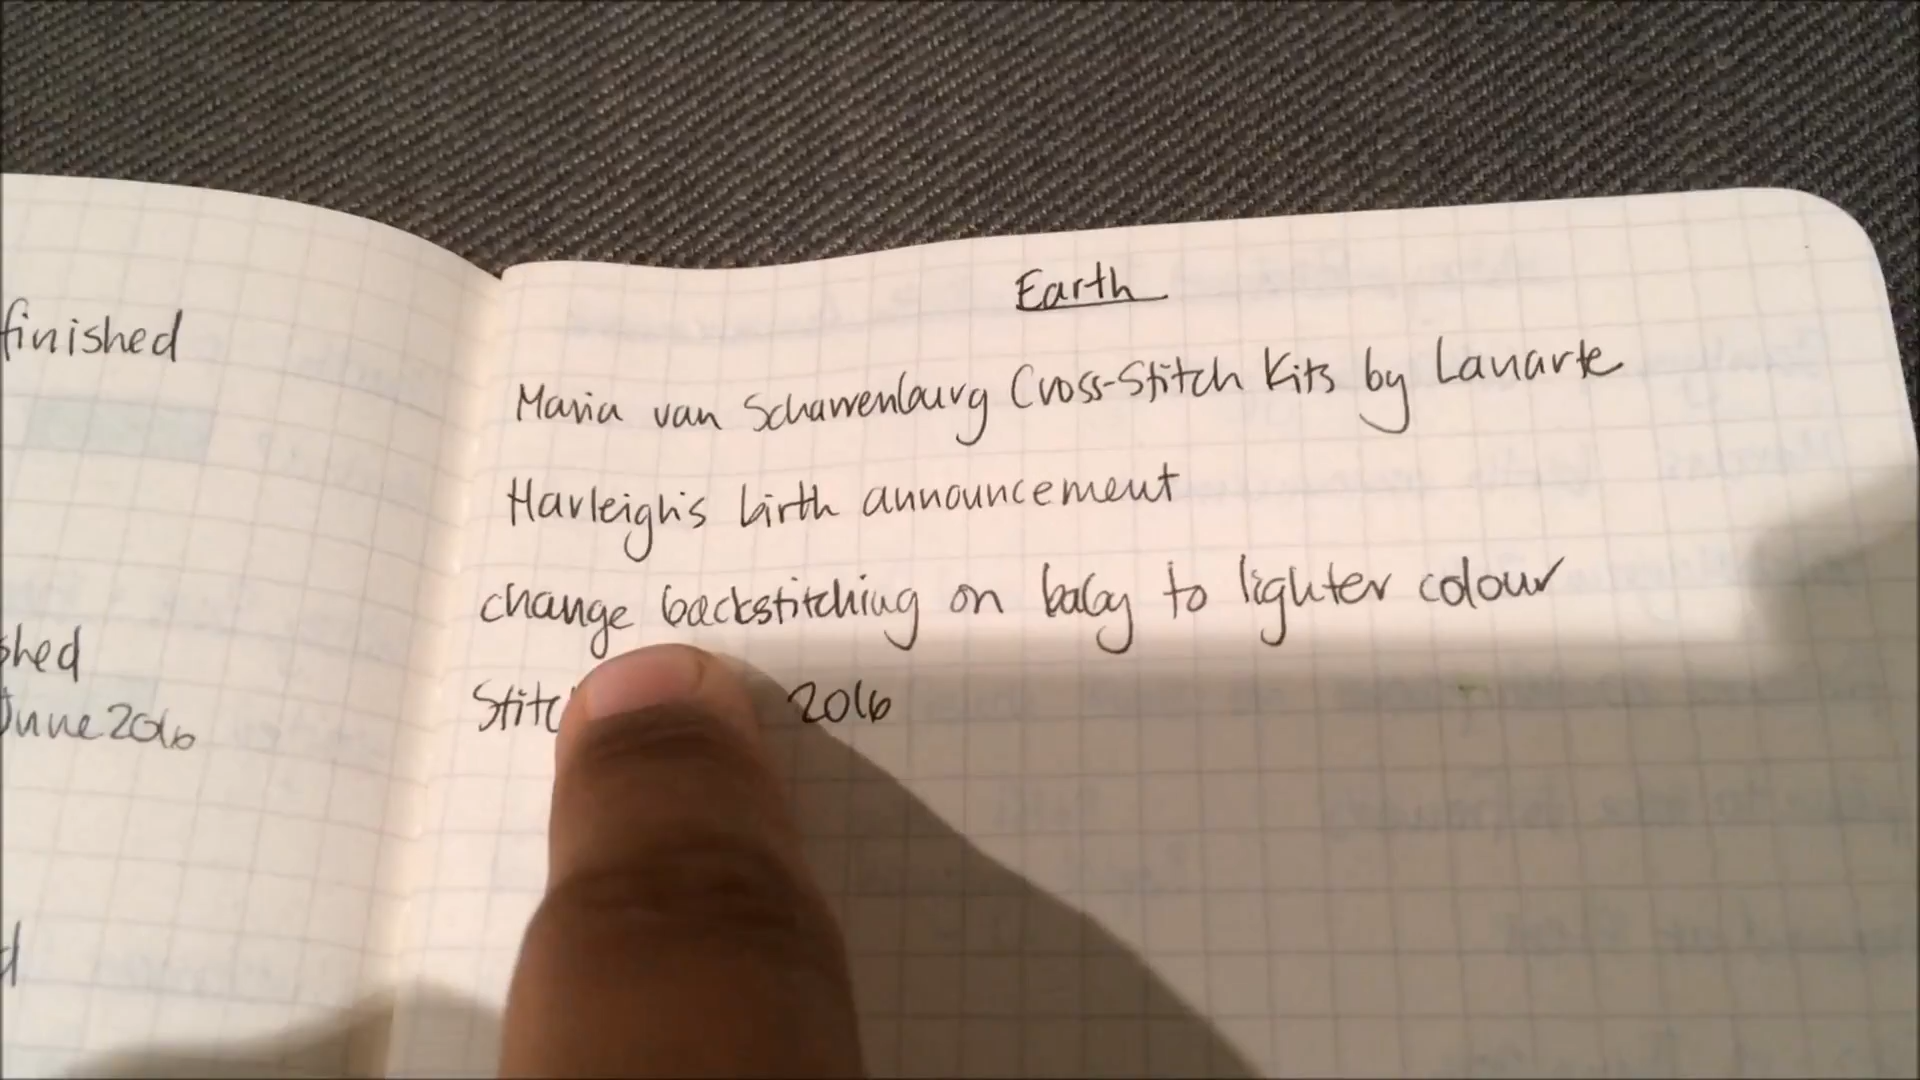 finished
shed
June 2016
d
Earth
Maria van Scharrenburg Cross-Stitch Kits by Lanarte
Harleigh's birth announcement
change backstitching on baby to lighter colour
Stitc 2016